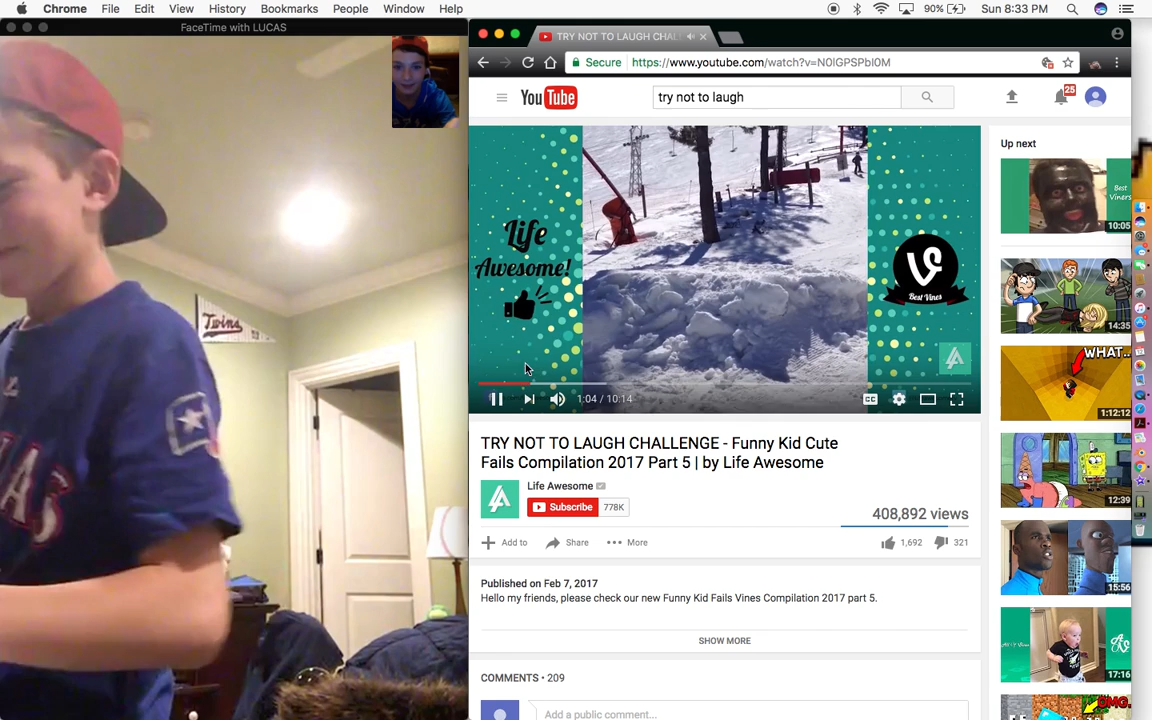 Chrome File Edit View History Bookmarks People Window Help 90% Sun 8:33 PM
FaceTime with LUCAS
TRY NOT TO LAUGH CHAL
Secure https://www.youtube.com/watch?v=N0lGPSPbl0M
YouTube
try not to laugh
25
Life
Awesome!
Best Vines
1:04 / 10:14
CC
TRY NOT TO LAUGH CHALLENGE - Funny Kid Cute
Fails Compilation 2017 Part 5 | by Life Awesome
Life Awesome
Subscribe 778K
408,892 views
Add to Share More 1,692 321
Published on Feb 7, 2017
Hello my friends, please check our new Funny Kid Fails Vines Compilation 2017 part 5.
SHOW MORE
COMMENTS • 209
Add a public comment...
Up next
Best
Viners
10:05
14:35
WHAT...
1:12:12
12:39
15:56
17:16
OMG.
Twins